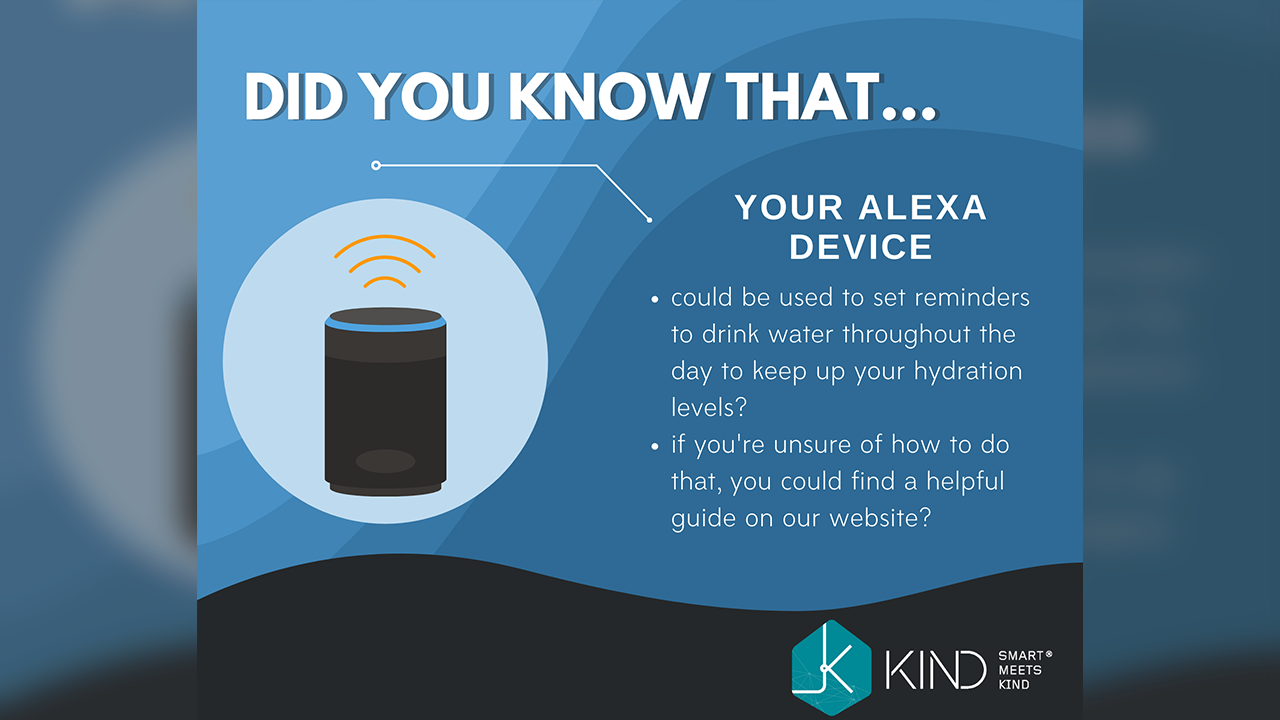 DID YOU KNOW THAT...
YOUR ALEXA
DEVICE
• could be used to set reminders
to drink water throughout the
day to keep up your hydration
levels?
• if you're unsure of how to do
that, you could find a helpful
guide on our website?
KIND
SMART®
MEETS
KIND